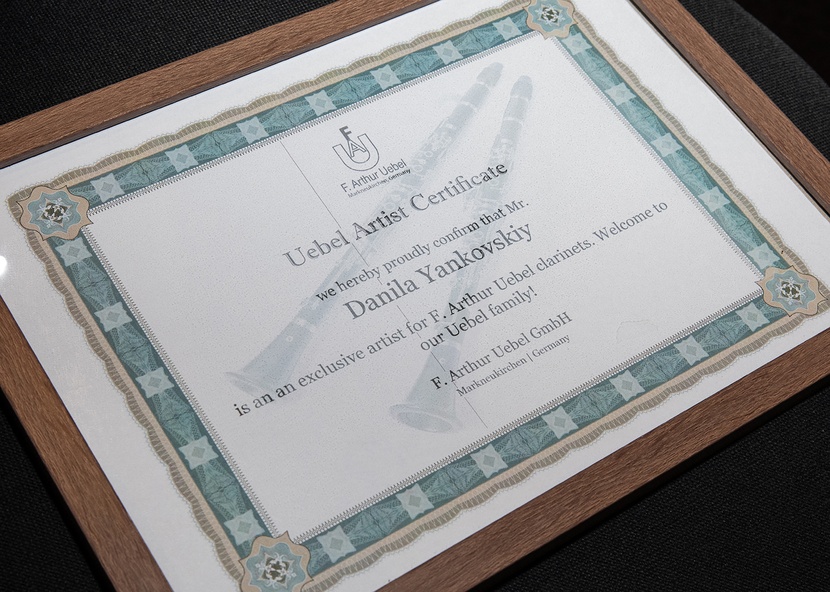 F
UA
F. Arthur Uebel
Markneukirchen, Germany
Uebel Artist Certificate
we hereby proudly confirm that Mr.
Danila Yankovskiy
is an an exclusive artist for F. Arthur Uebel clarinets. Welcome to
our Uebel family!
F. Arthur Uebel GmbH
Markneukirchen | Germany